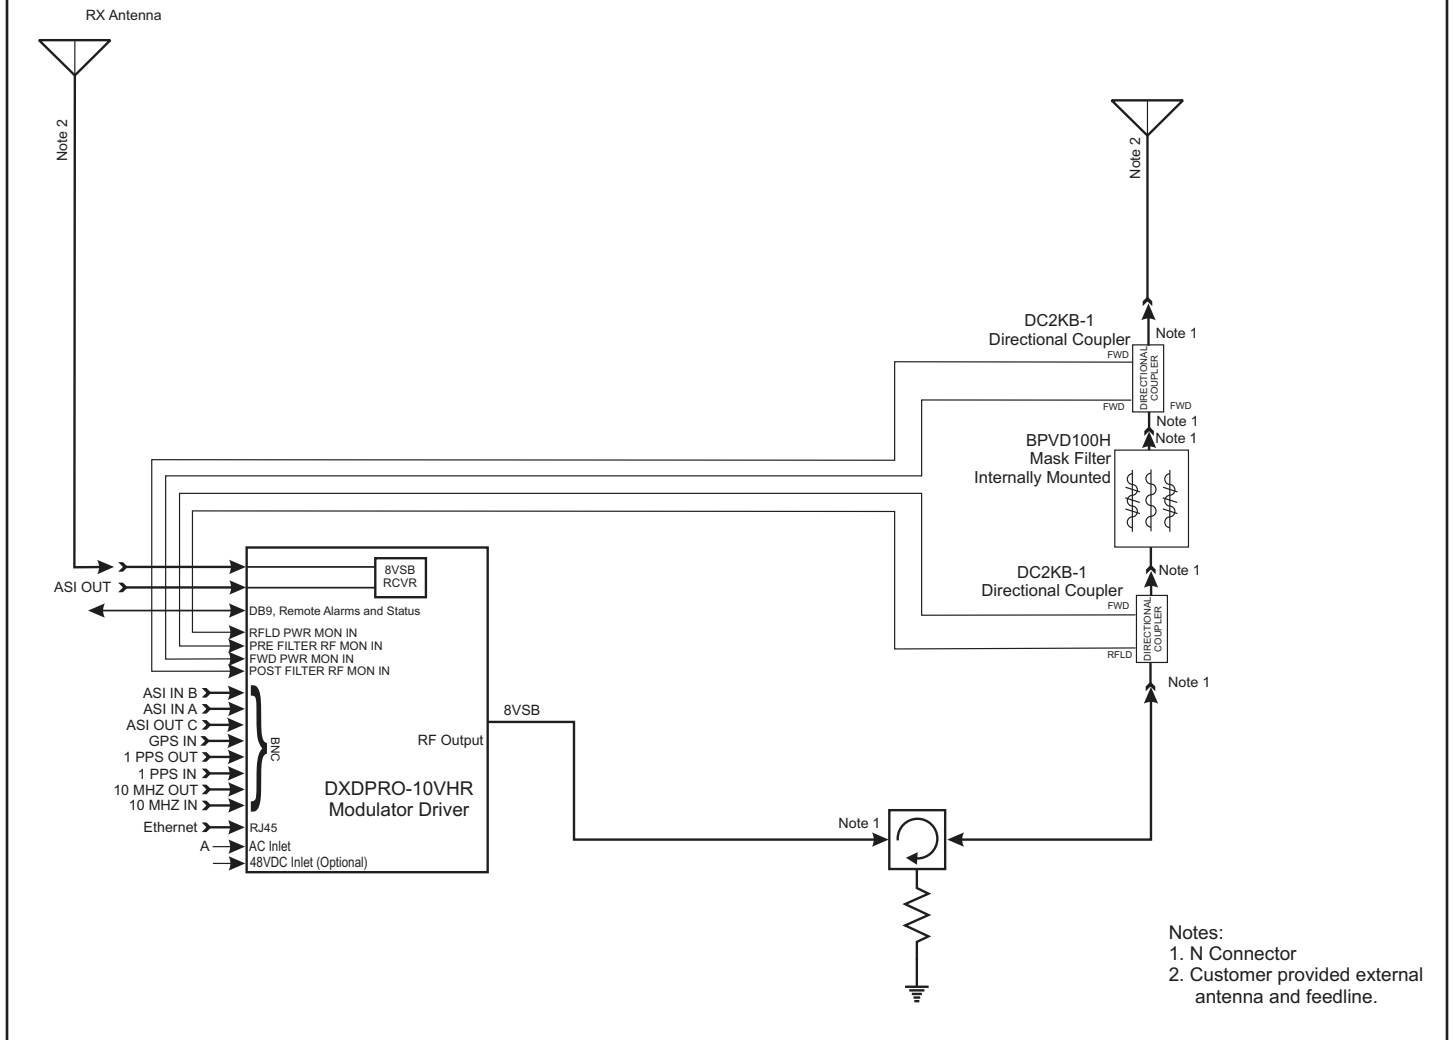 RX Antenna
Note 2
Note 2
DC2KB-1
Directional Coupler
Note 1
FWD
DIRECTIONAL
COUPLER
FWD
FWD
Note 1
Note 1
BPVD100H
Mask Filter
Internally Mounted
8VSB
RCVR
ASI OUT
DC2KB-1
Directional Coupler
Note 1
FWD
DIRECTIONAL
COUPLER
RFLD
Note 1
DB9, Remote Alarms and Status
RFLD PWR MON IN
PRE FILTER RF MON IN
FWD PWR MON IN
POST FILTER RF MON IN
ASI IN B
ASI IN A
ASI OUT C
GPS IN
1 PPS OUT
1 PPS IN
10 MHZ OUT
10 MHZ IN
BNC
8VSB
RF Output
DXDPRO-10VHR
Modulator Driver
Ethernet
RJ45
A
AC Inlet
48VDC Inlet (Optional)
Note 1
Notes:
1. N Connector
2. Customer provided external
antenna and feedline.